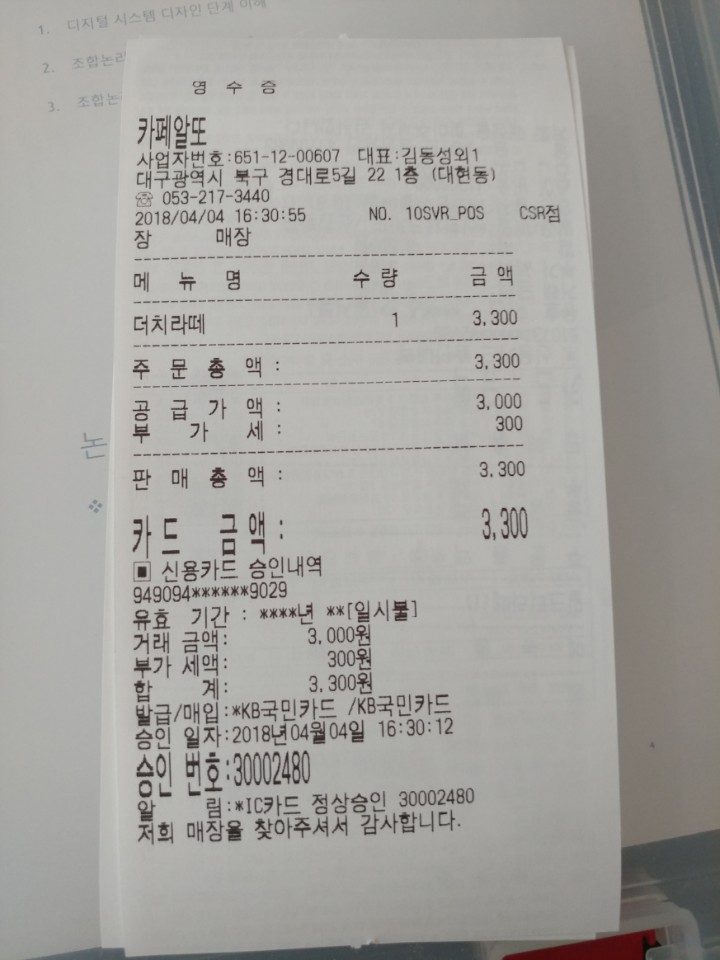 1. 디지털 시스템 디자인 단계 이해
2. 조합논리
3. 조합논
논
영 수 증
카페알또
사업자번호:651-12-00607 대표:김동성외1
대구광역시 북구 경대로5길 22 1층 (대현동)
☏ 053-217-3440
2018/04/04 16:30:55 NO. 10SVR_POS CSR점
장 매장
메 뉴 명 수 량 금 액
더치라떼 1 3,300
주 문 총 액 : 3,300
공 급 가 액 : 3,000
부 가 세 : 300
판 매 총 액 : 3,300
카드 금액 : 3,300
▣ 신용카드 승인내역
949094******9029
유효 기간 : ****년 **[일시불]
거래 금액: 3,000원
부가 세액: 300원
합 계: 3,300원
발급/매입:*KB국민카드 /KB국민카드
승인 일자:2018년04월04일 16:30:12
승인 번호:30002480
알 림:*IC카드 정상승인 30002480
저희 매장을 찾아주셔서 감사합니다.